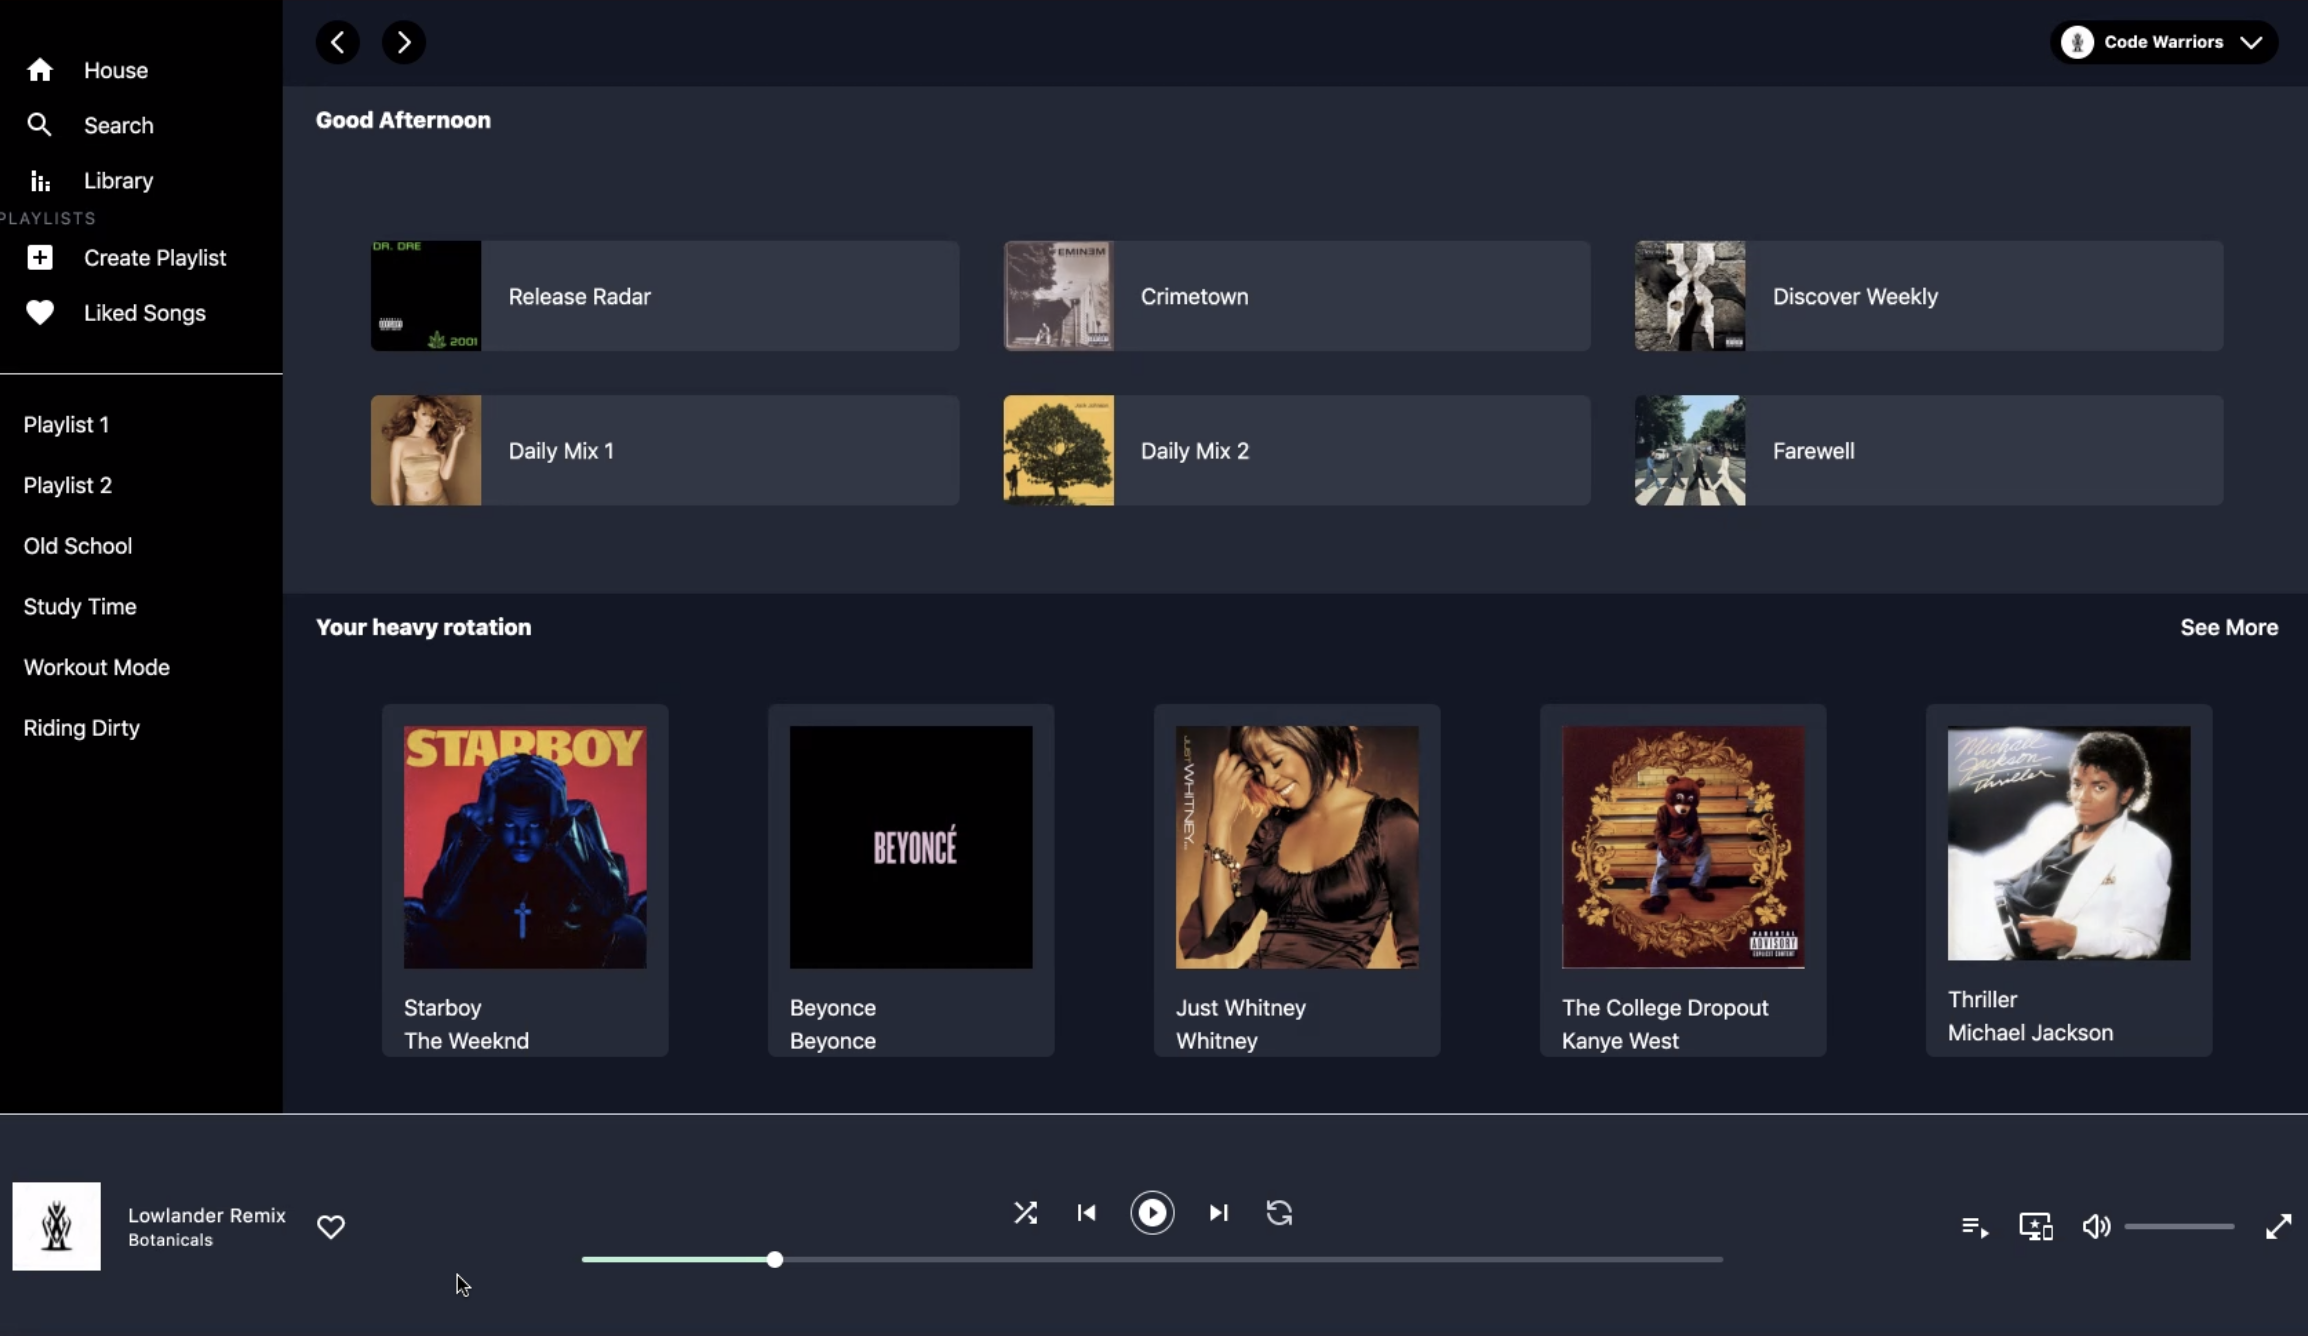 House
Search
Library
PLAYLISTS
Create Playlist
Liked Songs
Playlist 1
Playlist 2
Old School
Study Time
Workout Mode
Riding Dirty
Code Warriors
Good Afternoon
DR. DRE
2001
Release Radar
EMINEM
Crimetown
Discover Weekly
Daily Mix 1
Daily Mix 2
Farewell
Your heavy rotation
See More
STARBOY
Starboy
The Weeknd
BEYONCÉ
Beyonce
Beyonce
JUST WHITNEY...
Just Whitney
Whitney
PARENTAL
ADVISORY
EXPLICIT CONTENT
The College Dropout
Kanye West
Michael
Jackson
Thriller
Thriller
Michael Jackson
Lowlander Remix
Botanicals